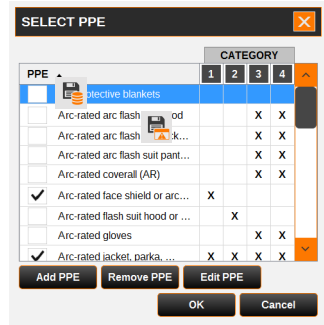 SELECT PPE
CATEGORY
PPE 1 2 3 4
blankets
Arc-rated arc flash X X
Arc-rated arc flash X X
Arc-rated arc flash suit pant... X X
Arc-rated coverall (AR) X X
Arc-rated face shield or arc... X
Arc-rated flash suit hood or ... X
Arc-rated gloves X X
Arc-rated jacket, parka, ... X X X X
Add PPE Remove PPE Edit PPE
OK Cancel